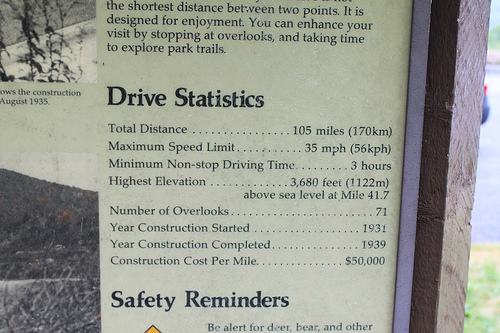 the shortest distance between two points. It is
designed for enjoyment. You can enhance your
visit by stopping at overlooks, and taking time
to explore park trails.
ows the construction
August 1935.
Drive Statistics
Total Distance . . . . . . . . . . . . . . . 105 miles (170km)
Maximum Speed Limit . . . . . . . . . . 35 mph (56kph)
Minimum Non-stop Driving Time . . . . . . . . 3 hours
Highest Elevation . . . . . . . . . . . . 3,680 feet (1122m)
above sea level at Mile 41.7
Number of Overlooks . . . . . . . . . . . . . . . . . . . . . 71
Year Construction Started . . . . . . . . . . . . . . . . 1931
Year Construction Completed . . . . . . . . . . . . . 1939
Construction Cost Per Mile . . . . . . . . . . . . $50,000
Safety Reminders
Be alert for deer, bear, and other